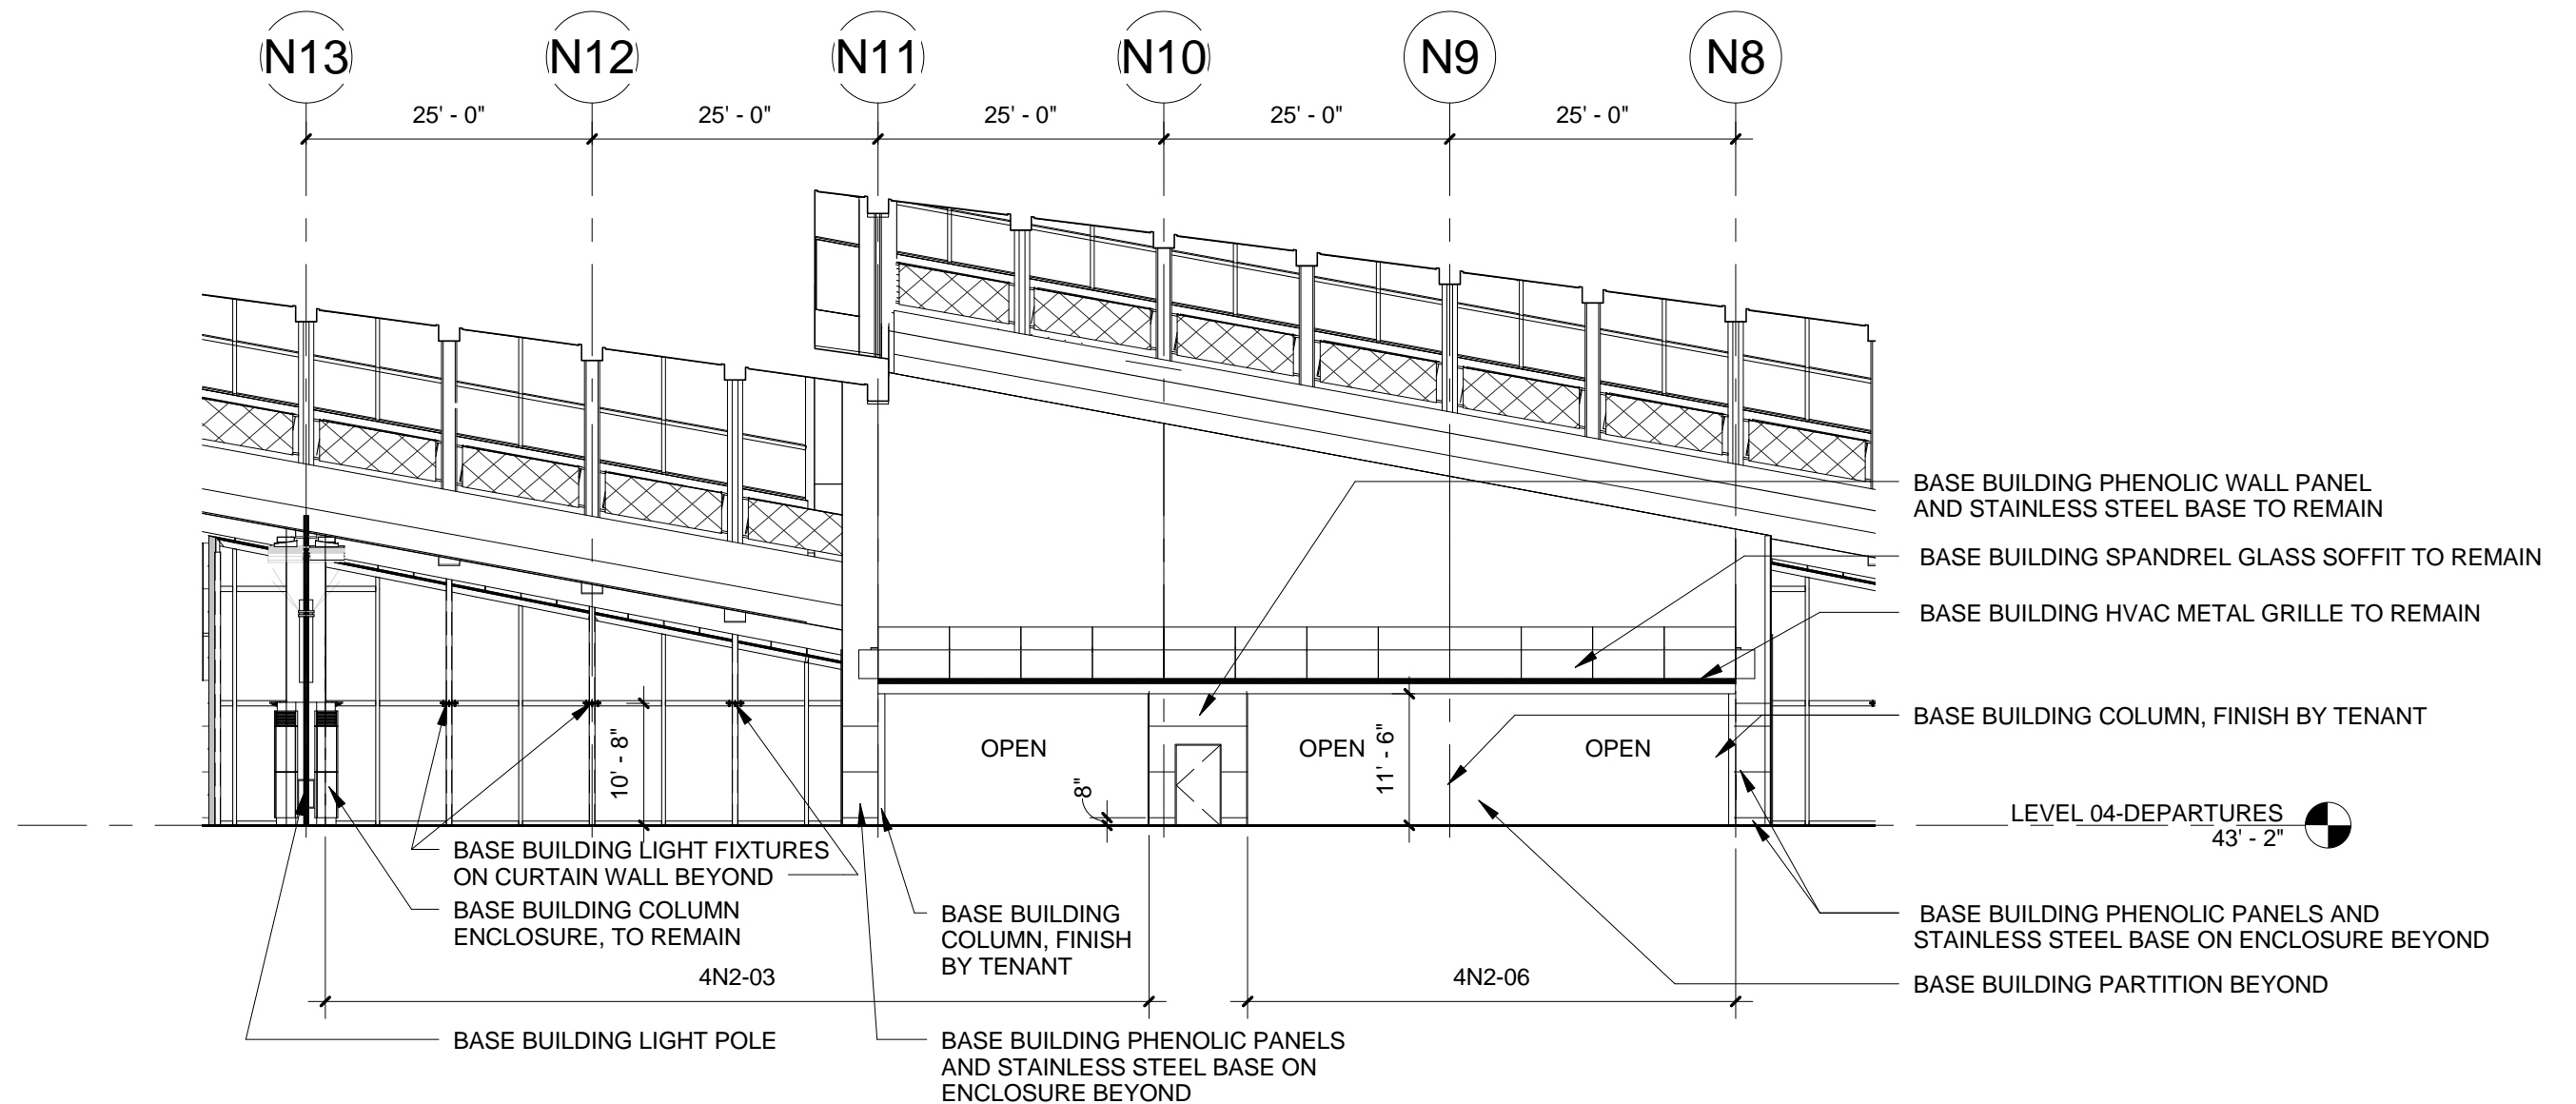 N13 N12 N11 N10 N9 N8
25' - 0" 25' - 0" 25' - 0" 25' - 0" 25' - 0"
BASE BUILDING PHENOLIC WALL PANEL
AND STAINLESS STEEL BASE TO REMAIN
BASE BUILDING SPANDREL GLASS SOFFIT TO REMAIN
BASE BUILDING HVAC METAL GRILLE TO REMAIN
BASE BUILDING COLUMN, FINISH BY TENANT
OPEN OPEN OPEN
10' - 8"
8"
11' - 6"
LEVEL 04-DEPARTURES
43' - 2"
BASE BUILDING LIGHT FIXTURES
ON CURTAIN WALL BEYOND
BASE BUILDING COLUMN
ENCLOSURE, TO REMAIN
BASE BUILDING
COLUMN, FINISH
BY TENANT
BASE BUILDING PHENOLIC PANELS AND
STAINLESS STEEL BASE ON ENCLOSURE BEYOND
4N2-03 4N2-06
BASE BUILDING PARTITION BEYOND
BASE BUILDING LIGHT POLE
BASE BUILDING PHENOLIC PANELS
AND STAINLESS STEEL BASE ON
ENCLOSURE BEYOND